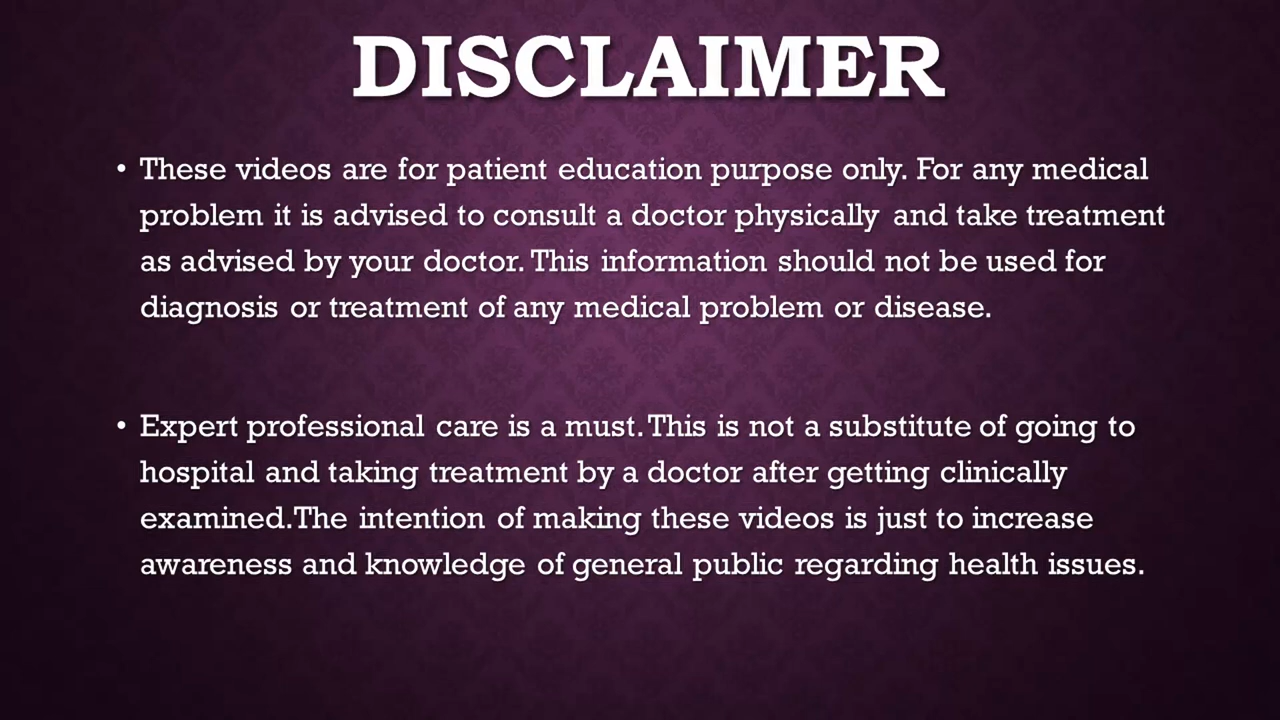 DISCLAIMER
• These videos are for patient education purpose only. For any medical
problem it is advised to consult a doctor physically and take treatment
as advised by your doctor. This information should not be used for
diagnosis or treatment of any medical problem or disease.
• Expert professional care is a must. This is not a substitute of going to
hospital and taking treatment by a doctor after getting clinically
examined.The intention of making these videos is just to increase
awareness and knowledge of general public regarding health issues.